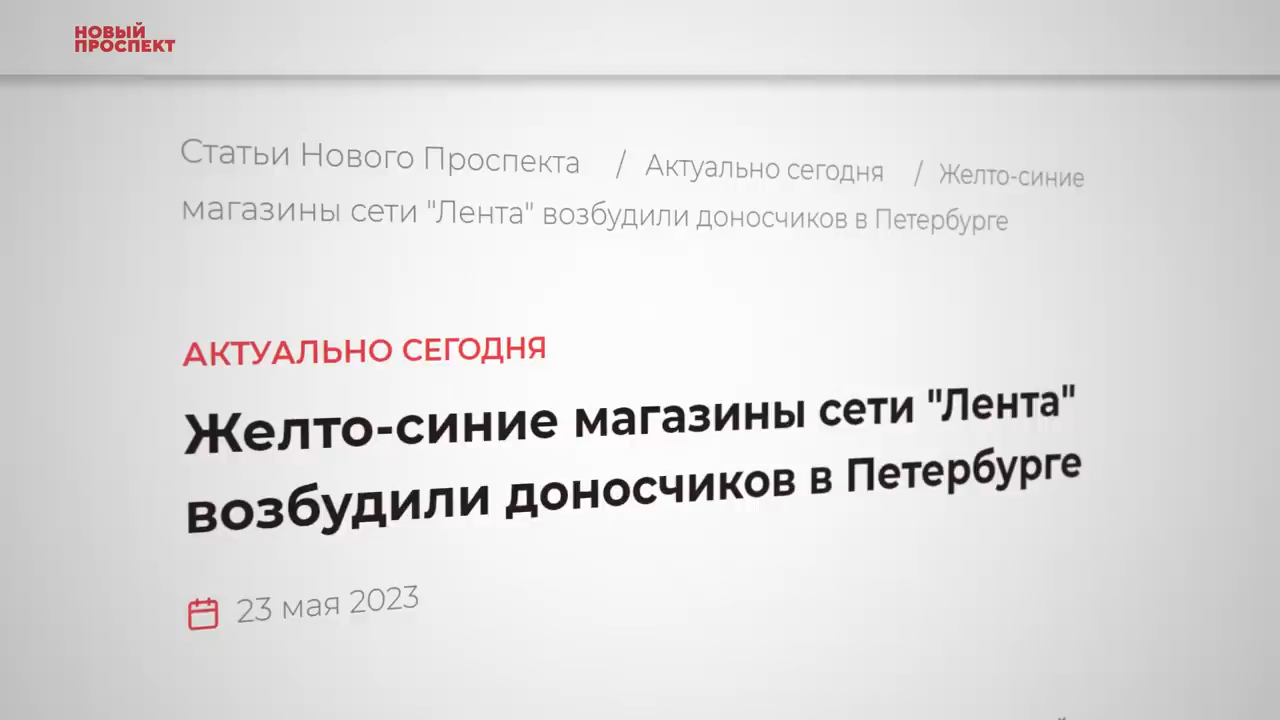 НОВЫЙ
ПРОСПЕКТ
Статьи Нового Проспекта / Актуально сегодня / Желто-синие
магазины сети "Лента" возбудили доносчиков в Петербурге
АКТУАЛЬНО СЕГОДНЯ
Желто-синие магазины сети "Лента"
возбудили доносчиков в Петербурге
23 мая 2023